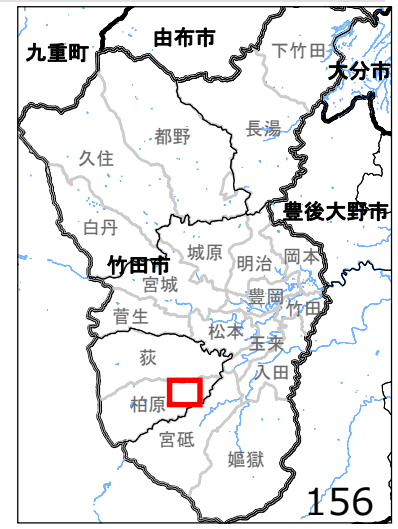 由布市
九重町
下竹田
大分市
都野
長湯
久住
豊後大野市
白丹
城原
明治
岡本
竹田市
宮城
豊岡
竹田
菅生
松本
玉来
荻
入田
柏原
宮砥
嫗獄
156